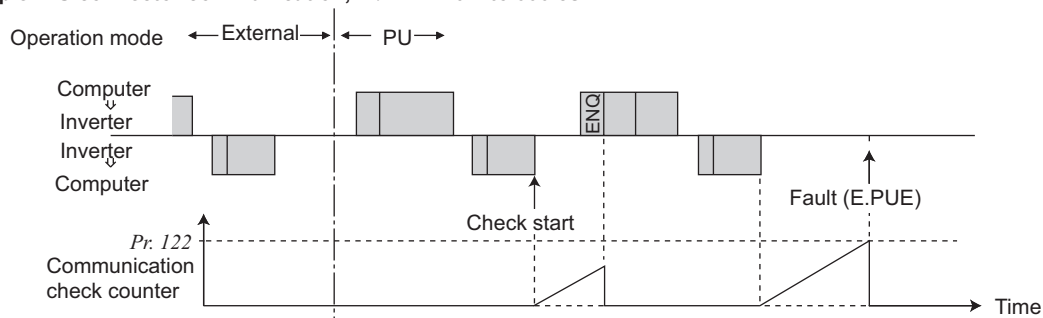 Operation mode
External
PU
Computer
Inverter
Inverter
Computer
ENQ
Fault (E.PUE)
Check start
Pr. 122
Communication
check counter
Time